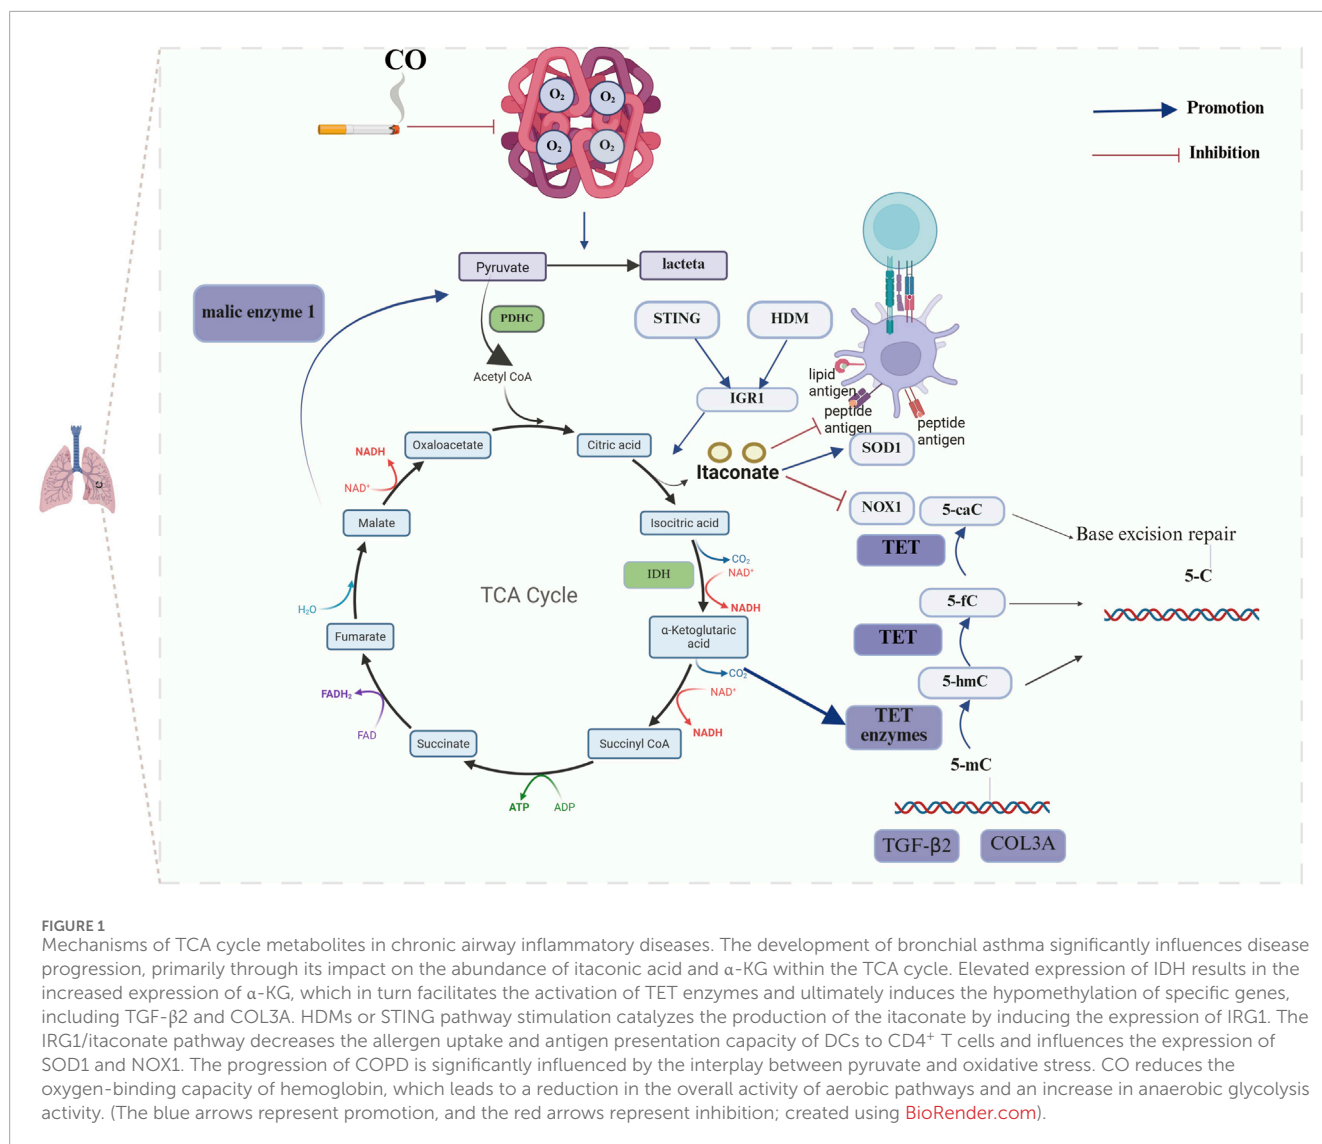 CO
O₂
O₂
O₂
O₂
Promotion
Inhibition
Pyruvate
lacteta
malic enzyme 1
PDHC
STING
HDM
Acetyl CoA
lipid
antigen
IGR1
peptide
antigen
peptide
antigen
Oxaloacetate
Citric acid
SOD1
NADH
NAD⁺
Itaconate
C
NOX1
5-caC
Malate
Isocitric acid
Base excision repair
TET
CO₂
NAD⁺
IDH
5-C
TCA Cycle
NADH
5-fC
H₂O
Fumarate
α-Ketoglutaric
acid
TET
CO₂
5-hmC
FADH₂
NAD⁺
TET
enzymes
FAD
NADH
Succinate
Succinyl CoA
5-mC
ATP
ADP
TGF-β2
COL3A
FIGURE 1
Mechanisms of TCA cycle metabolites in chronic airway inflammatory diseases. The development of bronchial asthma significantly influences disease
progression, primarily through its impact on the abundance of itaconic acid and α-KG within the TCA cycle. Elevated expression of IDH results in the
increased expression of α-KG, which in turn facilitates the activation of TET enzymes and ultimately induces the hypomethylation of specific genes,
including TGF-β2 and COL3A. HDMs or STING pathway stimulation catalyzes the production of the itaconate by inducing the expression of IRG1. The
IRG1/itaconate pathway decreases the allergen uptake and antigen presentation capacity of DCs to CD4⁺ T cells and influences the expression of
SOD1 and NOX1. The progression of COPD is significantly influenced by the interplay between pyruvate and oxidative stress. CO reduces the
oxygen-binding capacity of hemoglobin, which leads to a reduction in the overall activity of aerobic pathways and an increase in anaerobic glycolysis
activity. (The blue arrows represent promotion, and the red arrows represent inhibition; created using BioRender.com).